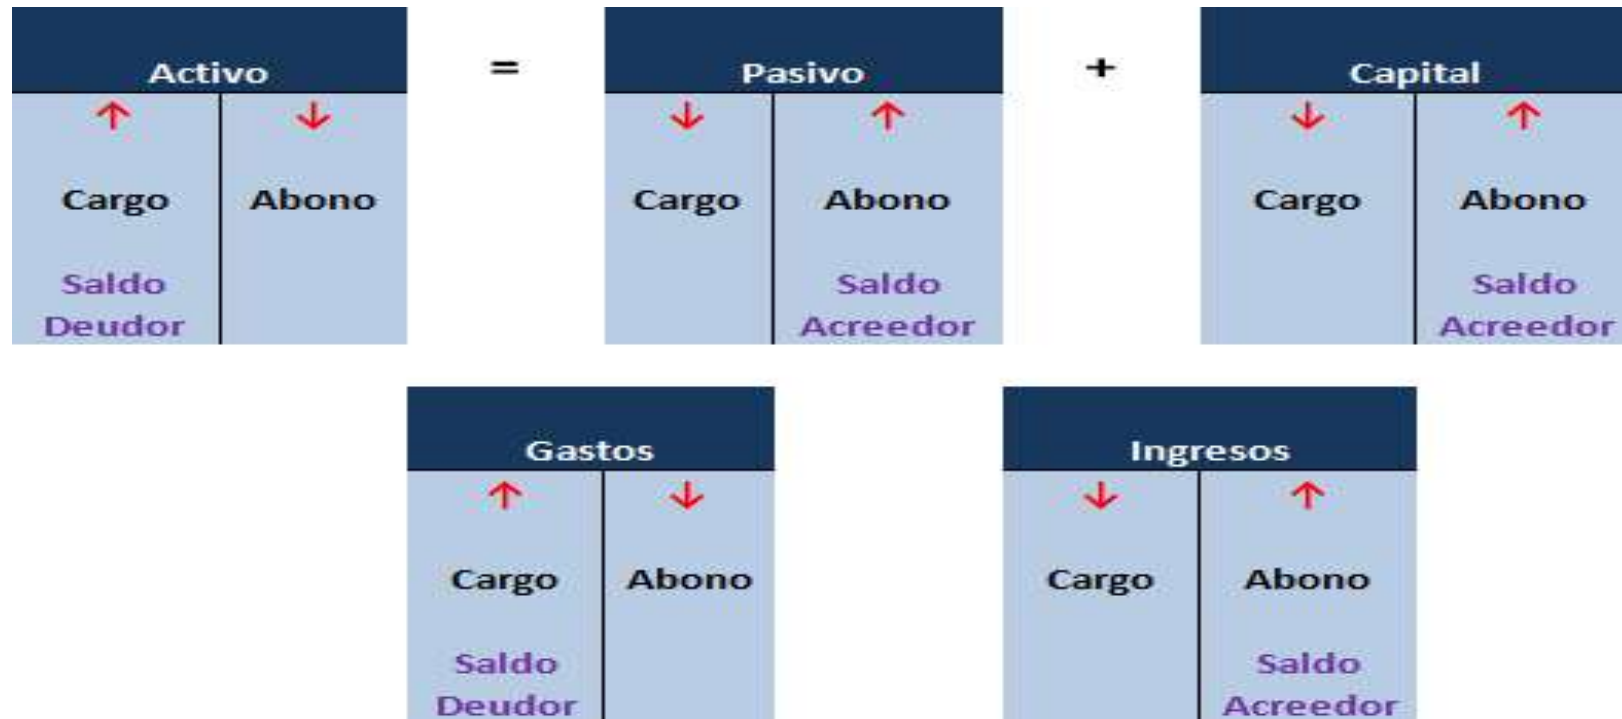 Activo = Pasivo + Capital
↑ ↓ ↓ ↑ ↓ ↑
Cargo Abono Cargo Abono Cargo Abono
Saldo Saldo Saldo
Deudor Acreedor Acreedor
Gastos Ingresos
↑ ↓ ↓ ↑
Cargo Abono Cargo Abono
Saldo Saldo
Deudor Acreedor